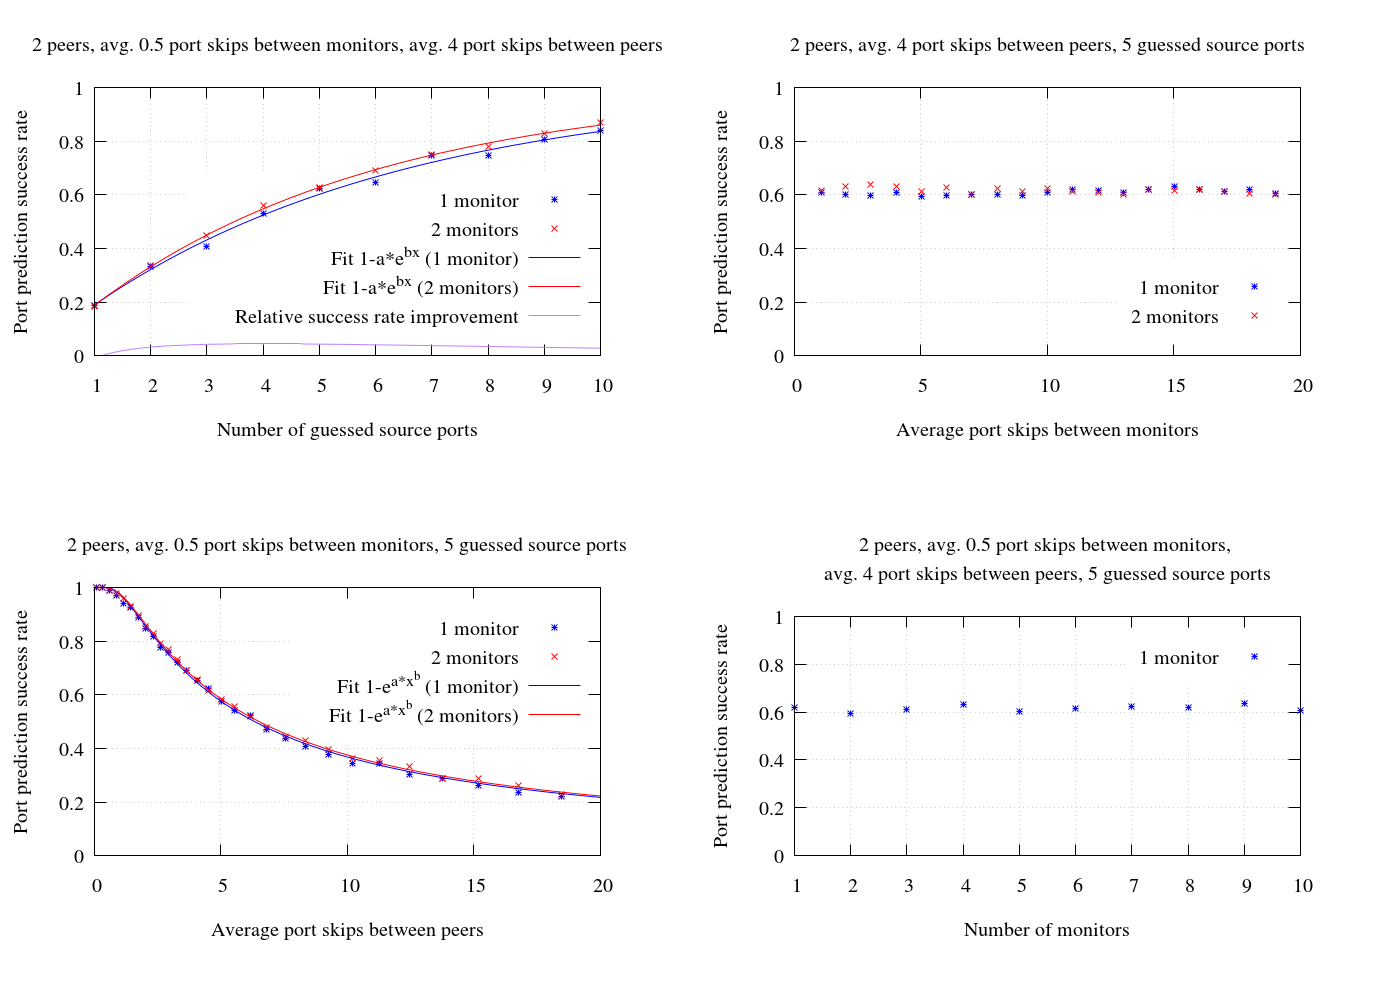 2 peers, avg. 0.5 port skips between monitors, avg. 4 port skips between peers
Port prediction success rate
1
0.8
0.6
0.4
0.2
0
1 monitor
2 monitors
Fit 1-a*e^bx (1 monitor)
Fit 1-a*e^bx (2 monitors)
Relative success rate improvement
1 2 3 4 5 6 7 8 9 10
Number of guessed source ports
2 peers, avg. 4 port skips between peers, 5 guessed source ports
Port prediction success rate
1
0.8
0.6
0.4
0.2
0
1 monitor
2 monitors
0 5 10 15 20
Average port skips between monitors
2 peers, avg. 0.5 port skips between monitors, 5 guessed source ports
Port prediction success rate
1
0.8
0.6
0.4
0.2
0
1 monitor
2 monitors
Fit 1-e^a*x^b (1 monitor)
Fit 1-e^a*x^b (2 monitors)
0 5 10 15 20
Average port skips between peers
2 peers, avg. 0.5 port skips between monitors,
avg. 4 port skips between peers, 5 guessed source ports
Port prediction success rate
1
0.8
0.6
0.4
0.2
0
1 monitor
1 2 3 4 5 6 7 8 9 10
Number of monitors